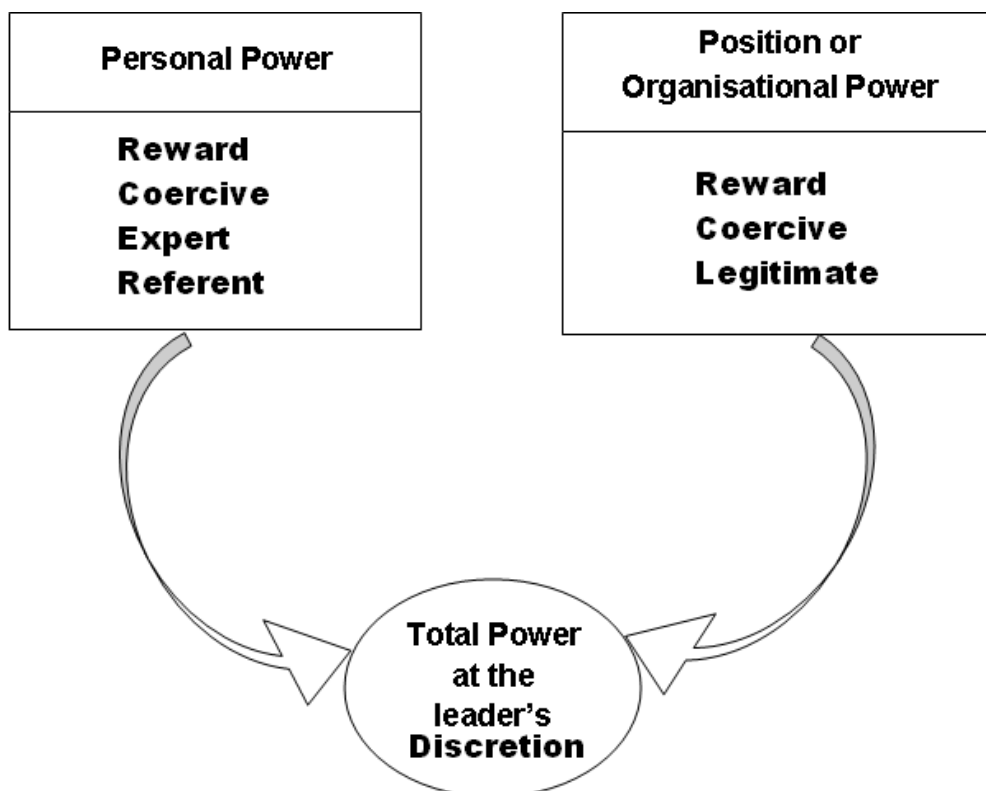 Personal Power
Reward
Coercive
Expert
Referent
Position or
Organisational Power
Reward
Coercive
Legitimate
Total Power
at the
leader's
Discretion